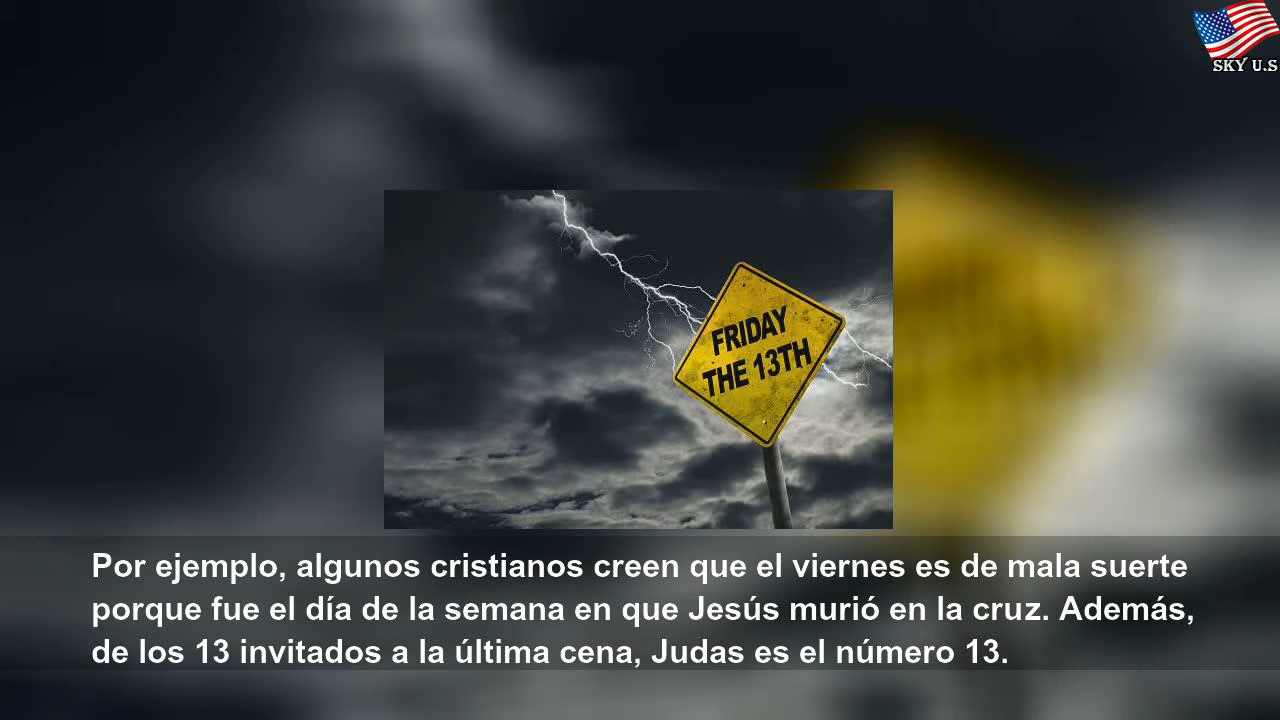 SKY U.S
FRIDAY
THE 13TH
Por ejemplo, algunos cristianos creen que el viernes es de mala suerte
porque fue el día de la semana en que Jesús murió en la cruz. Además,
de los 13 invitados a la última cena, Judas es el número 13.